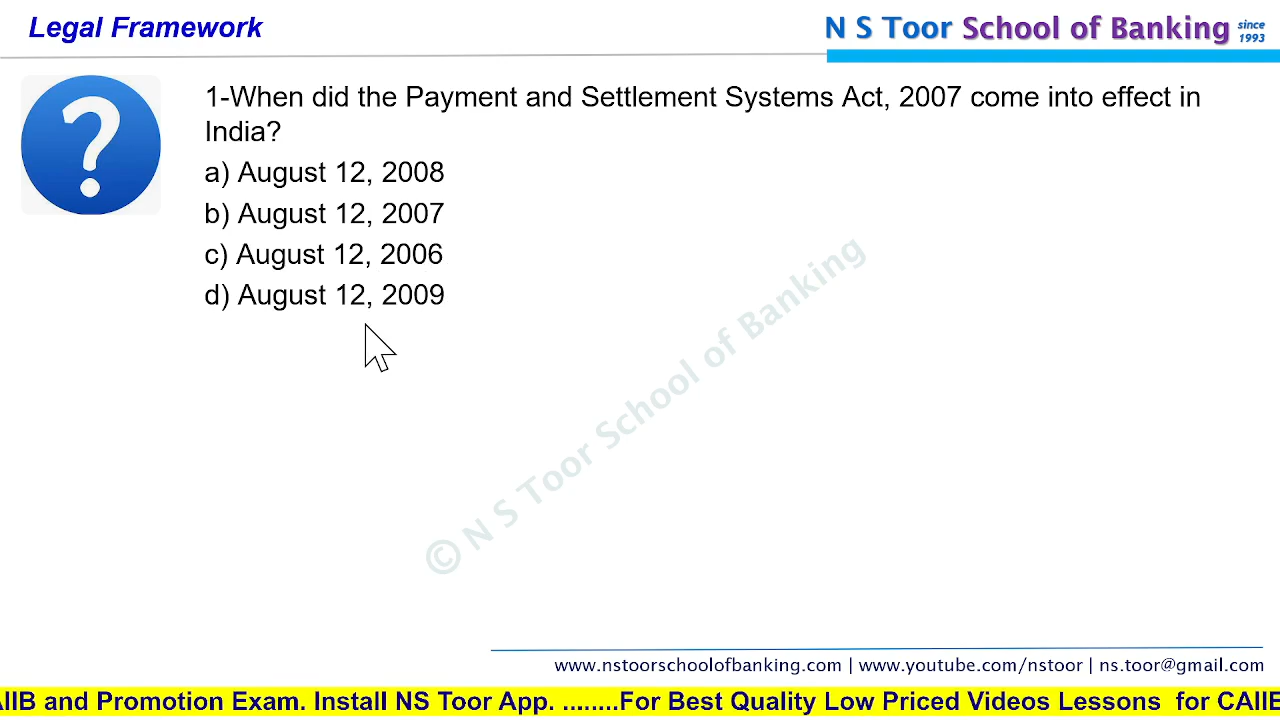 Legal Framework
N S Toor School of Banking since 1993
1-When did the Payment and Settlement Systems Act, 2007 come into effect in
India?
a) August 12, 2008
b) August 12, 2007
c) August 12, 2006
d) August 12, 2009
© N S Toor School of Banking
www.nstoorschoolofbanking.com | www.youtube.com/nstoor | ns.toor@gmail.com
and Promotion Exam. Install NS Toor App. ........For Best Quality Low Priced Videos Lessons for